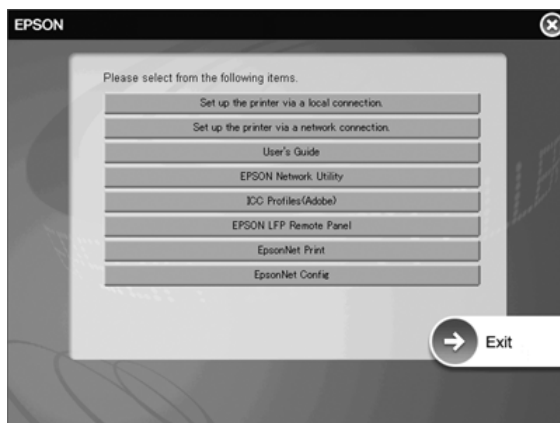 EPSON
Please select from the following items.
Set up the printer via a local connection.
Set up the printer via a network connection.
User's Guide
EPSON Network Utility
ICC Profiles(Adobe)
EPSON LFP Remote Panel
EpsonNet Print
EpsonNet Config
Exit